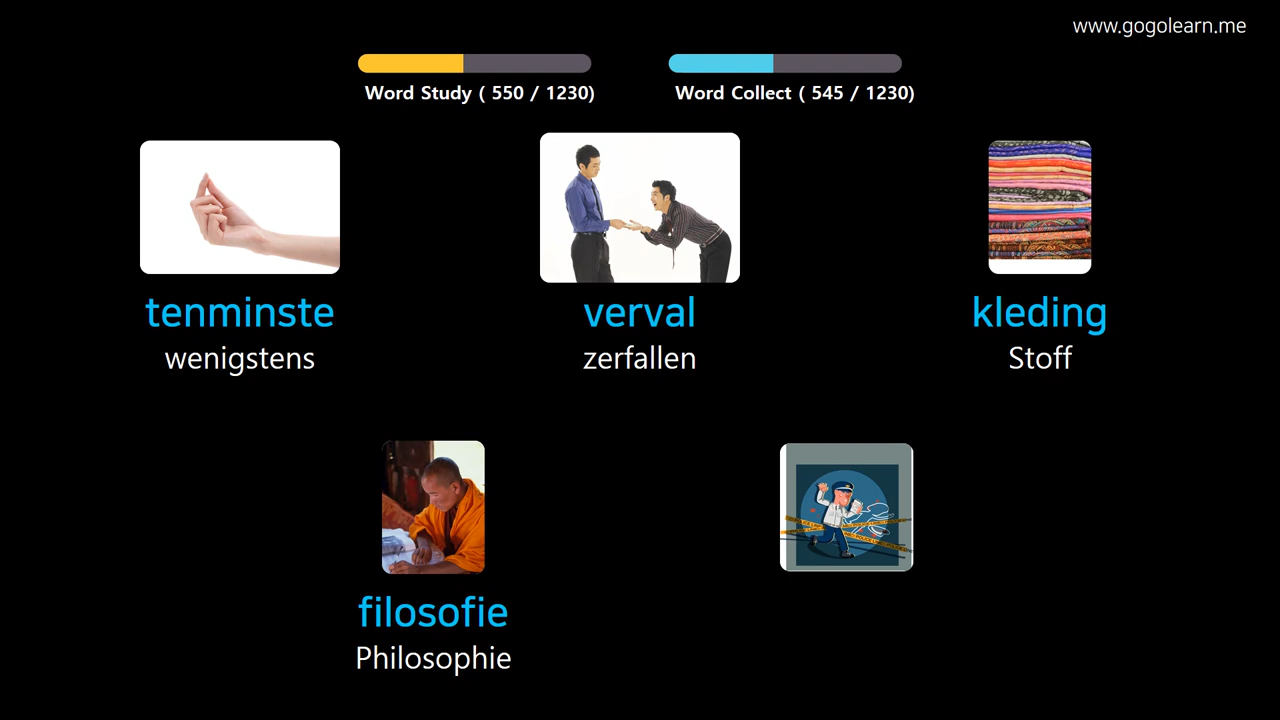 www.gogolearn.me
Word Study ( 550 / 1230)
Word Collect ( 545 / 1230)
tenminste
wenigstens
verval
zerfallen
kleding
Stoff
filosofie
Philosophie